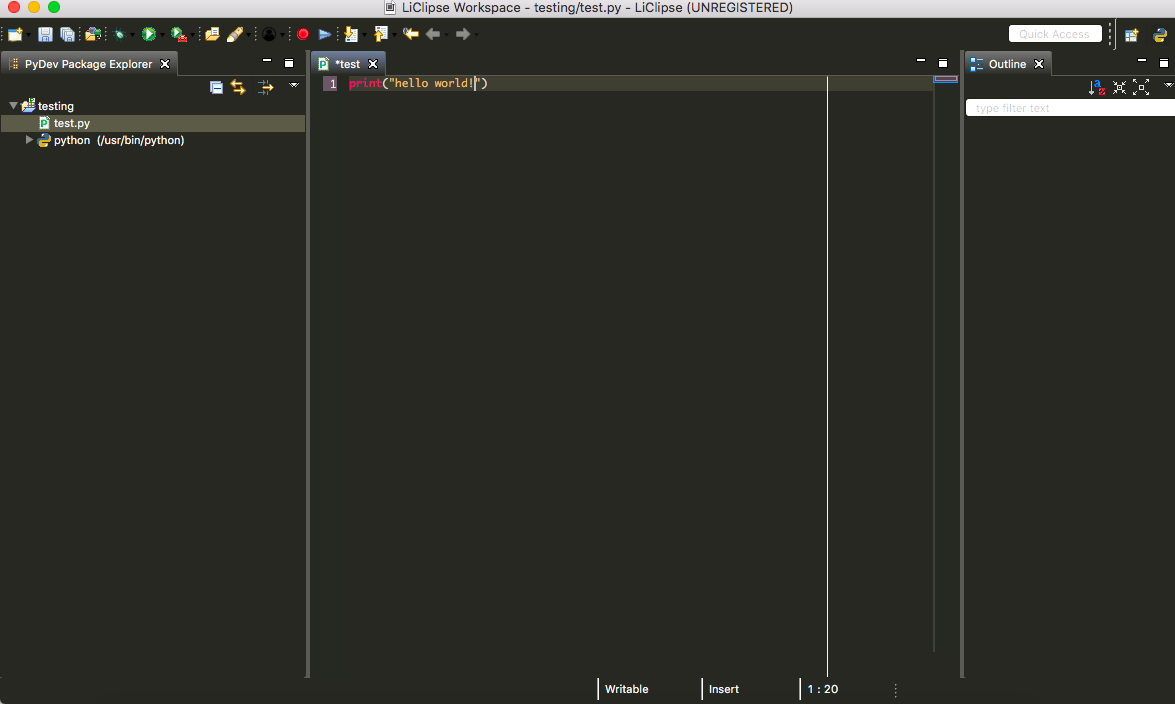 LiClipse Workspace - testing/test.py - LiClipse (UNREGISTERED)
Quick Access
PyDev Package Explorer
*test
Outline
1 print("hello world!")
type filter text
testing
test.py
python (/usr/bin/python)
Writable Insert 1 : 20